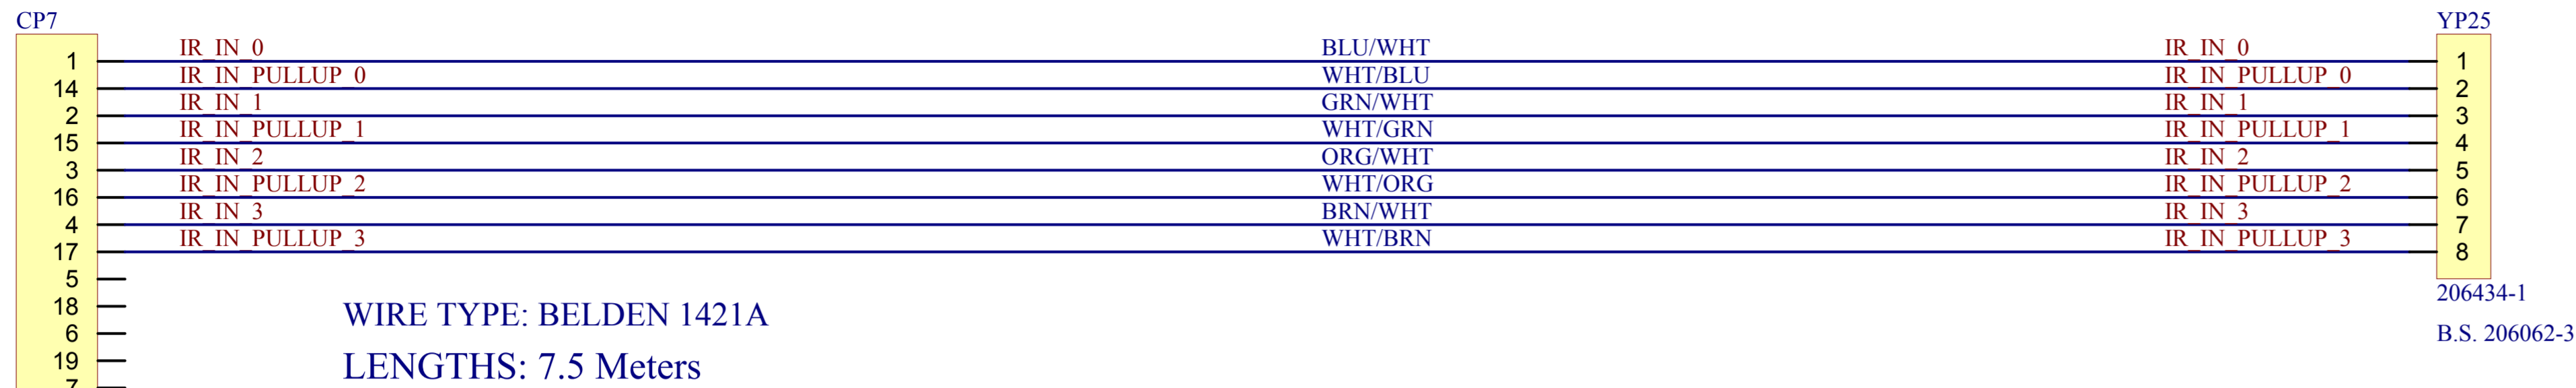 CP7 YP25
1 IR_IN_0 BLU/WHT IR_IN_0 1
14 IR_IN_PULLUP_0 WHT/BLU IR_IN_PULLUP_0 2
2 IR_IN_1 GRN/WHT IR_IN_1 3
15 IR_IN_PULLUP_1 WHT/GRN IR_IN_PULLUP_1 4
3 IR_IN_2 ORG/WHT IR_IN_2 5
16 IR_IN_PULLUP_2 WHT/ORG IR_IN_PULLUP_2 6
4 IR_IN_3 BRN/WHT IR_IN_3 7
17 IR_IN_PULLUP_3 WHT/BRN IR_IN_PULLUP_3 8
5
206434-1
18 WIRE TYPE: BELDEN 1421A
6 B.S. 206062-3
19 LENGTHS: 7.5 Meters
7